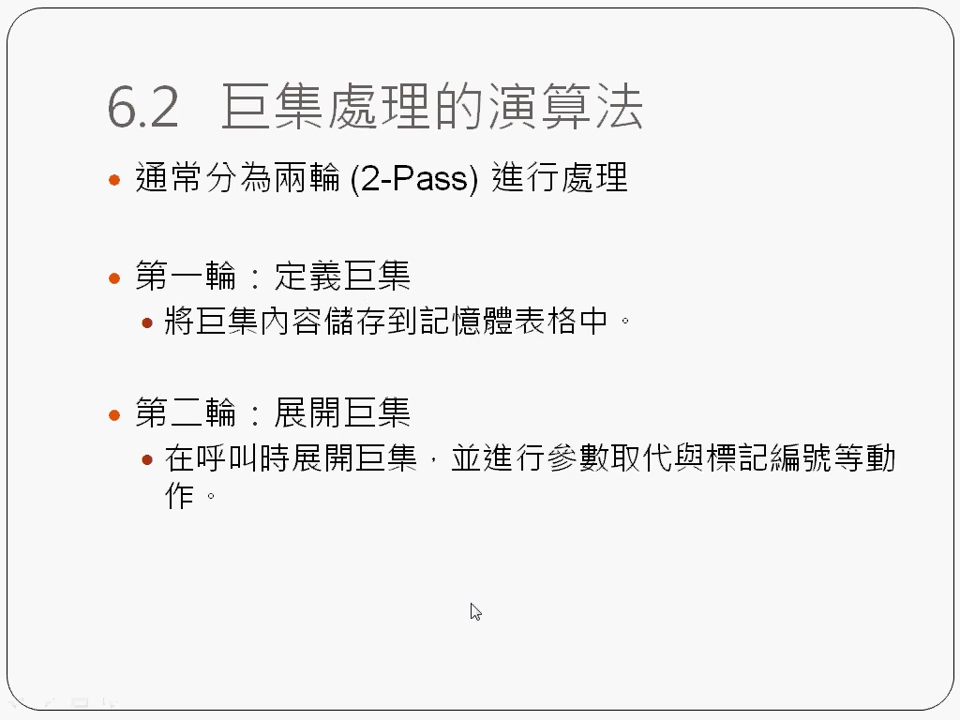 6.2 巨集處理的演算法
• 通常分為兩輪 (2-Pass) 進行處理
• 第一輪：定義巨集
• 將巨集內容儲存到記憶體表格中。
• 第二輪：展開巨集
• 在呼叫時展開巨集，並進行參數取代與標記編號等動
作。